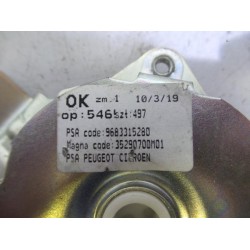 OK zm.1 10/3/19
op:546 szt:497
PSA code:9683315280
Magna code:35290700M01
PSA PEUGEOT CITROEN